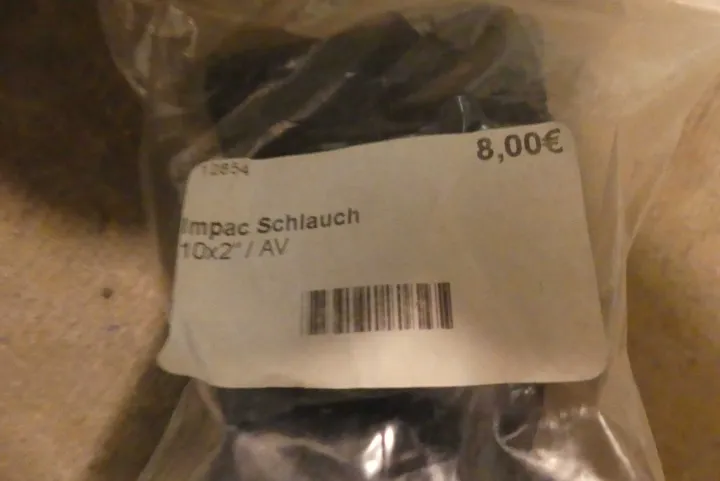 8,00€
12854
Impac Schlauch
10x2" / AV